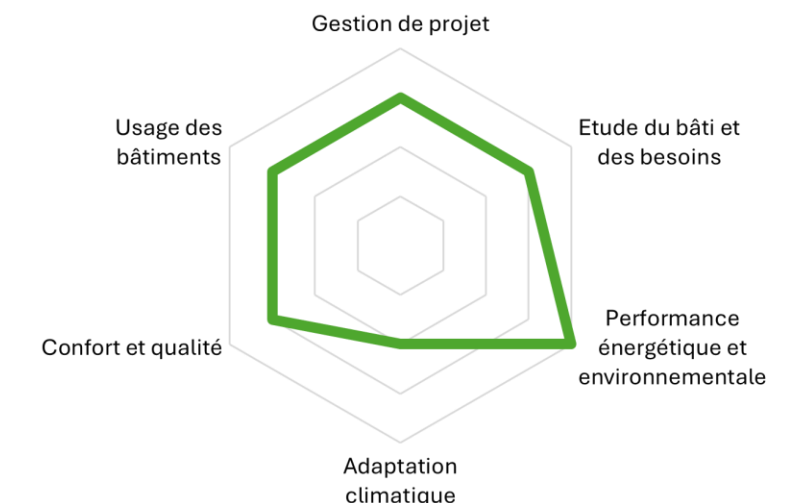 Gestion de projet
Usage des
bâtiments
Etude du bâti et
des besoins
Confort et qualité
Performance
énergétique et
environnementale
Adaptation
climatique